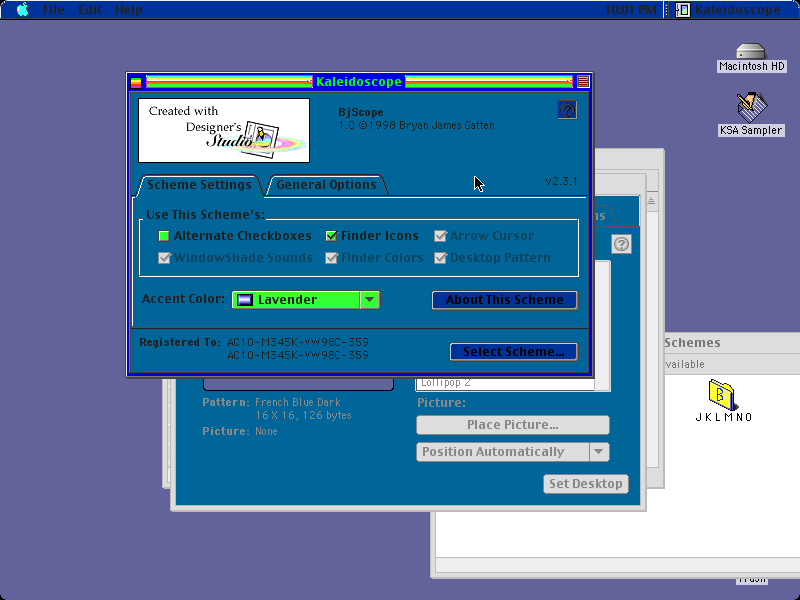 File Edit Help
10:01 PM Kaleidoscope
Macintosh HD
KSA Sampler
Kaleidoscope
Created with
Designer's
Studio
BjScope
1.0 ©1998 Bryan James Gatten
v2.3.1
Scheme Settings
General Options
Use This Scheme's:
Alternate Checkboxes
Finder Icons
Arrow Cursor
WindowShade Sounds
Finder Colors
Desktop Pattern
Accent Color:
Lavender
About This Scheme
Registered To: AC10-M345K-VW98C-359
AC10-M345K-VW98C-359
Select Scheme...
Lollipop 2
Pattern: French Blue Dark
16 X 16, 126 bytes
Picture: None
Picture:
Place Picture...
Position Automatically
Set Desktop
Schemes
vailable
J K L M N O
Trash